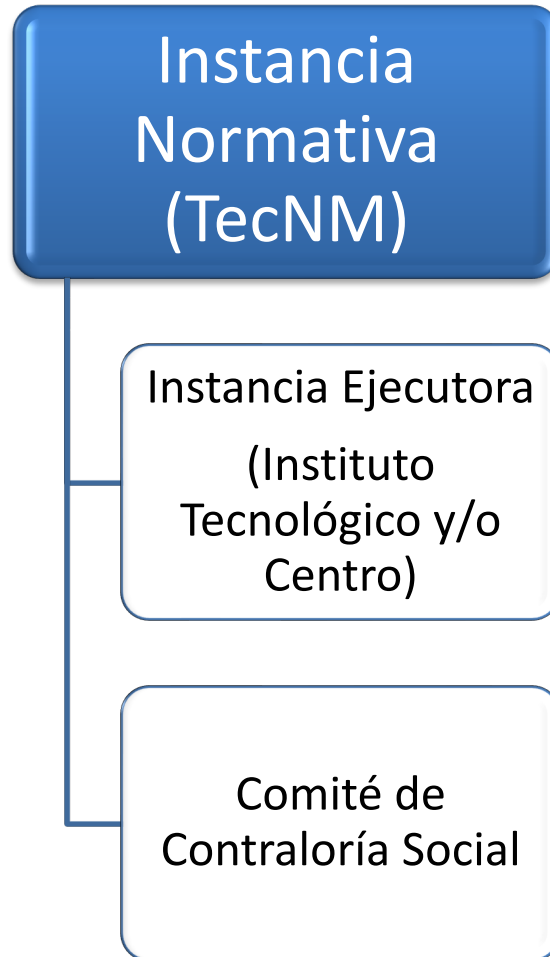 Instancia
Normativa
(TecNM)
Instancia Ejecutora
(Instituto
Tecnológico y/o
Centro)
Comité de
Contraloría Social